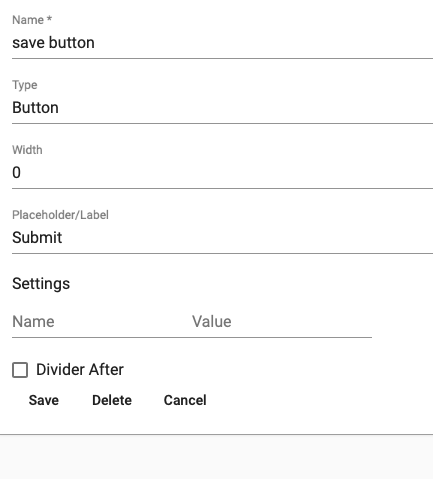 Name *
save button
Type
Button
Width
0
Placeholder/Label
Submit
Settings
Name Value
Divider After
Save Delete Cancel